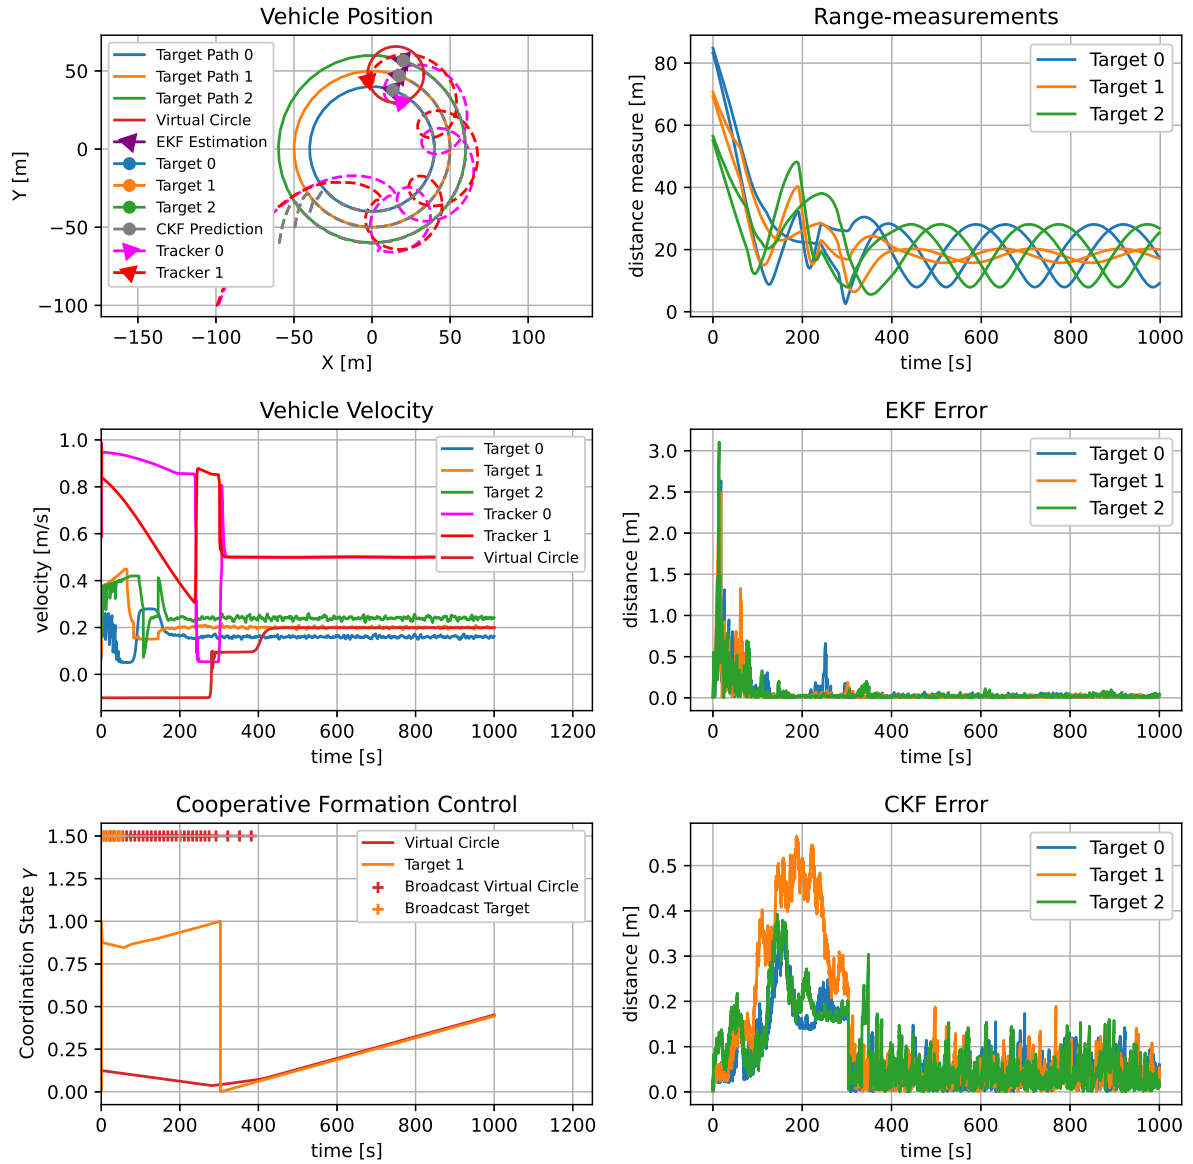 Vehicle Position
Target Path 0
Target Path 1
Target Path 2
Virtual Circle
EKF Estimation
Target 0
Target 1
Target 2
CKF Prediction
Tracker 0
Tracker 1
50
0
−50
−100
Y [m]
−150
−100
−50
0
50
100
X [m]
Range-measurements
Target 0
Target 1
Target 2
80
60
40
20
0
distance measure [m]
0
200
400
600
800
1000
time [s]
Vehicle Velocity
Target 0
Target 1
Target 2
Tracker 0
Tracker 1
Virtual Circle
1.0
0.8
0.6
0.4
0.2
0.0
velocity [m/s]
0
200
400
600
800
1000
1200
time [s]
EKF Error
Target 0
Target 1
Target 2
3.0
2.5
2.0
1.5
1.0
0.5
0.0
distance [m]
0
200
400
600
800
1000
time [s]
Cooperative Formation Control
Virtual Circle
Target 1
Broadcast Virtual Circle
Broadcast Target
1.50
1.25
1.00
0.75
0.50
0.25
0.00
Coordination State γ
0
200
400
600
800
1000
1200
time [s]
CKF Error
Target 0
Target 1
Target 2
0.5
0.4
0.3
0.2
0.1
0.0
distance [m]
0
200
400
600
800
1000
time [s]